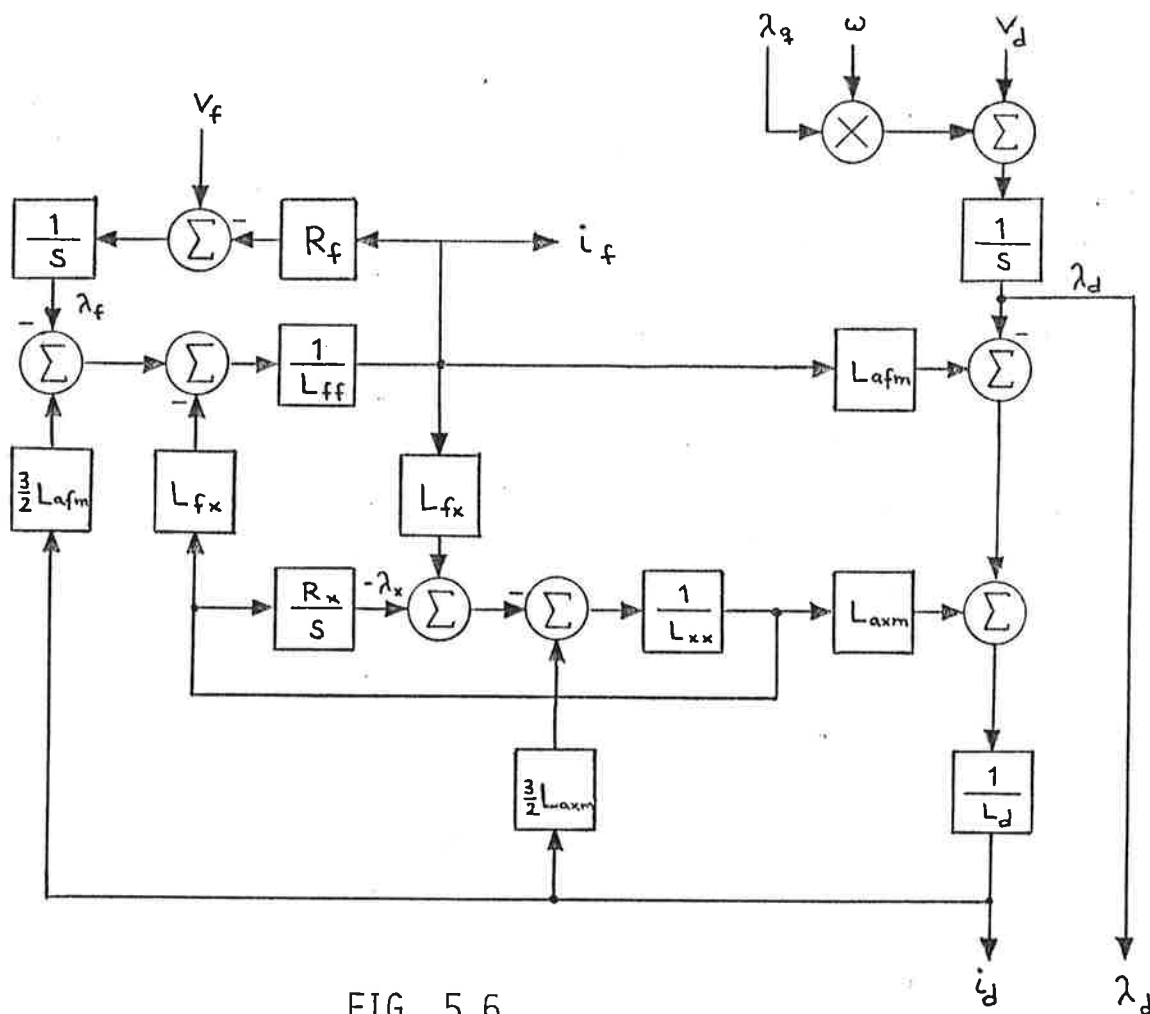 λq ω Vd
Vf
× Σ
1/S Σ - Rf if 1/S
λf λd
- Σ Σ - 1/Lff Lafm - Σ
3/2 Lafm Lfx Lfx
Rx/S -λx Σ - Σ 1/Lxx Laxm Σ
3/2 Laxm 1/Ld
id λd
FIG 5.6